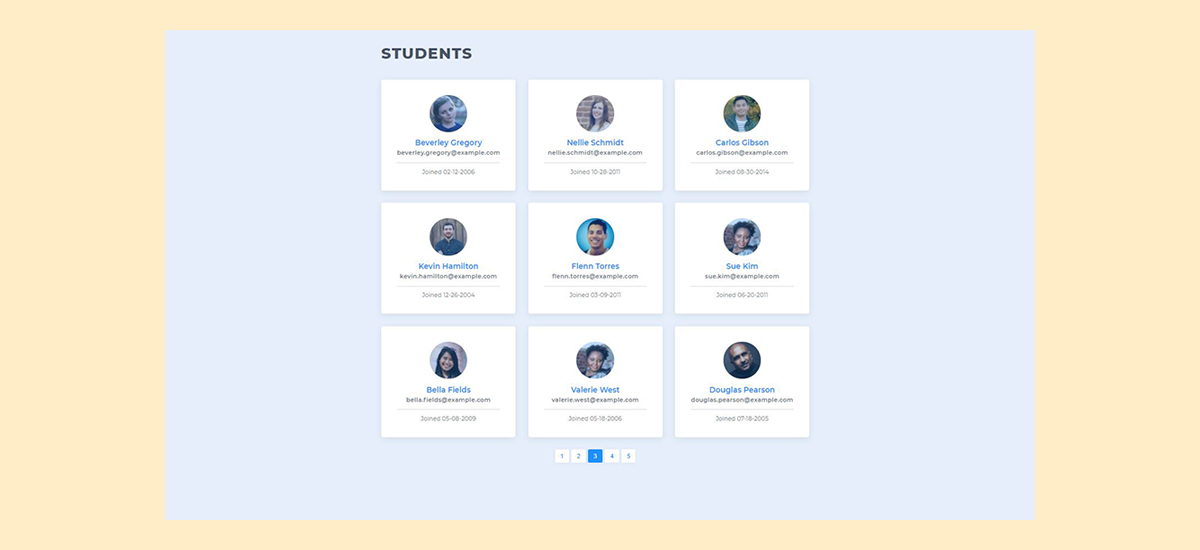 STUDENTS
Beverley Gregory
beverley.gregory@example.com
Joined 02-12-2006
Nellie Schmidt
nellie.schmidt@example.com
Joined 10-28-2011
Carlos Gibson
carlos.gibson@example.com
Joined 08-30-2014
Kevin Hamilton
kevin.hamilton@example.com
Joined 12-26-2004
Flenn Torres
flenn.torres@example.com
Joined 03-09-2011
Sue Kim
sue.kim@example.com
Joined 06-20-2011
Bella Fields
bella.fields@example.com
Joined 05-08-2009
Valerie West
valerie.west@example.com
Joined 05-18-2006
Douglas Pearson
douglas.pearson@example.com
Joined 07-18-2005
1 2 3 4 5